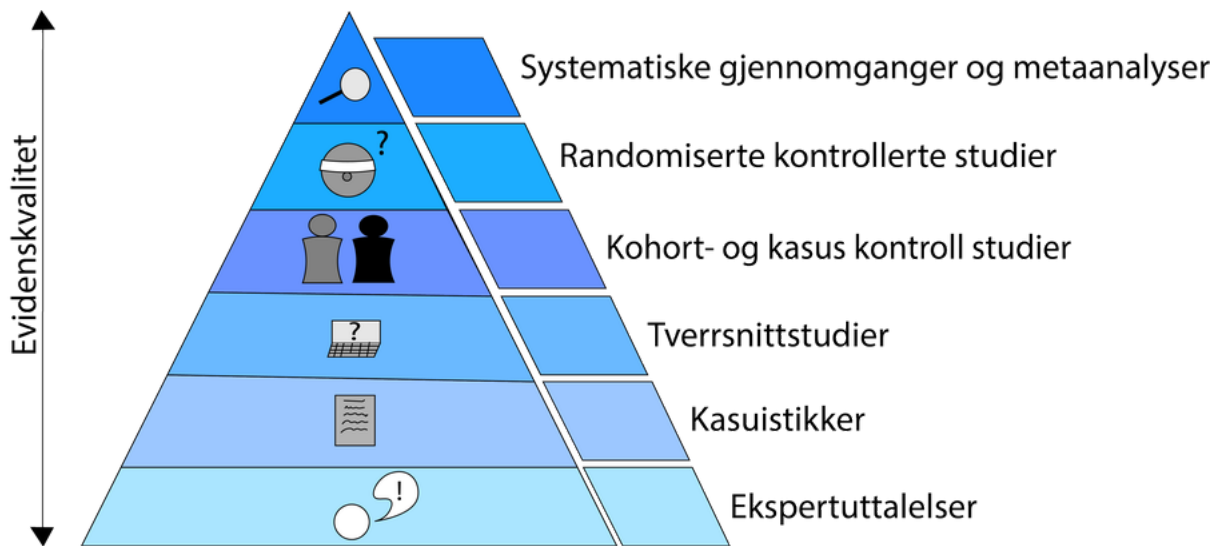 Evidenskvalitet
Systematiske gjennomganger og metaanalyser
?
Randomiserte kontrollerte studier
Kohort- og kasus kontroll studier
?
Tverrsnittstudier
Kasuistikker
!
Ekspertuttalelser